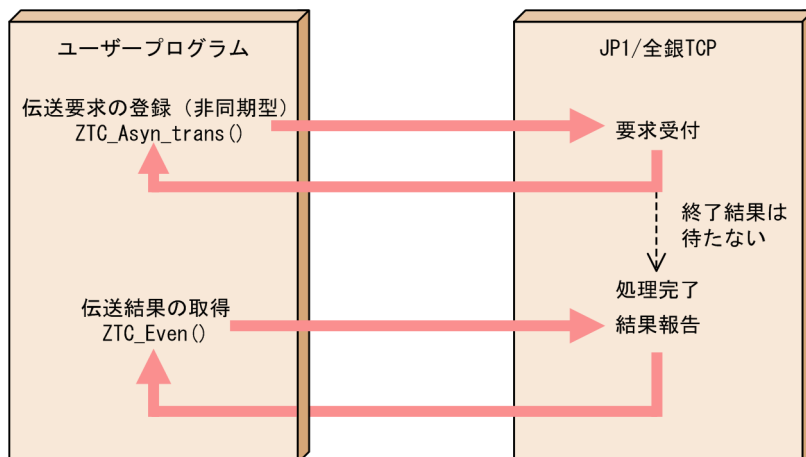 ユーザープログラム
JP1/全銀TCP
伝送要求の登録（非同期型）
ZTC_Asyn_trans()
要求受付
終了結果は
待たない
処理完了
伝送結果の取得
ZTC_Even()
結果報告